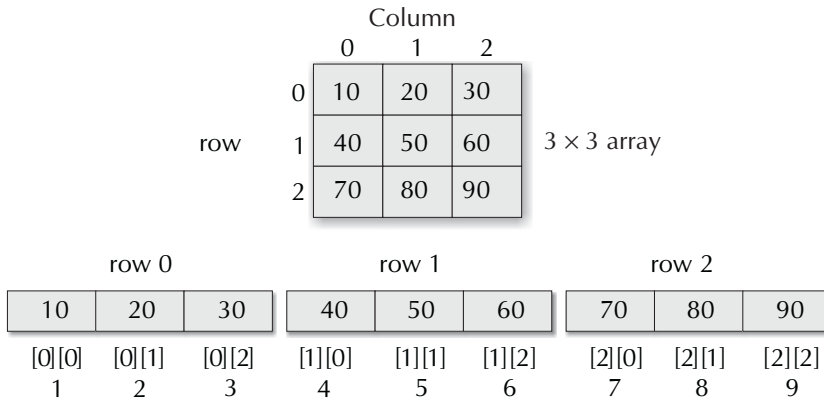 Column
0 1 2
0 10 20 30
row 1 40 50 60 3 × 3 array
2 70 80 90
row 0 row 1 row 2
10 20 30 40 50 60 70 80 90
[0][0] [0][1] [0][2] [1][0] [1][1] [1][2] [2][0] [2][1] [2][2]
1 2 3 4 5 6 7 8 9